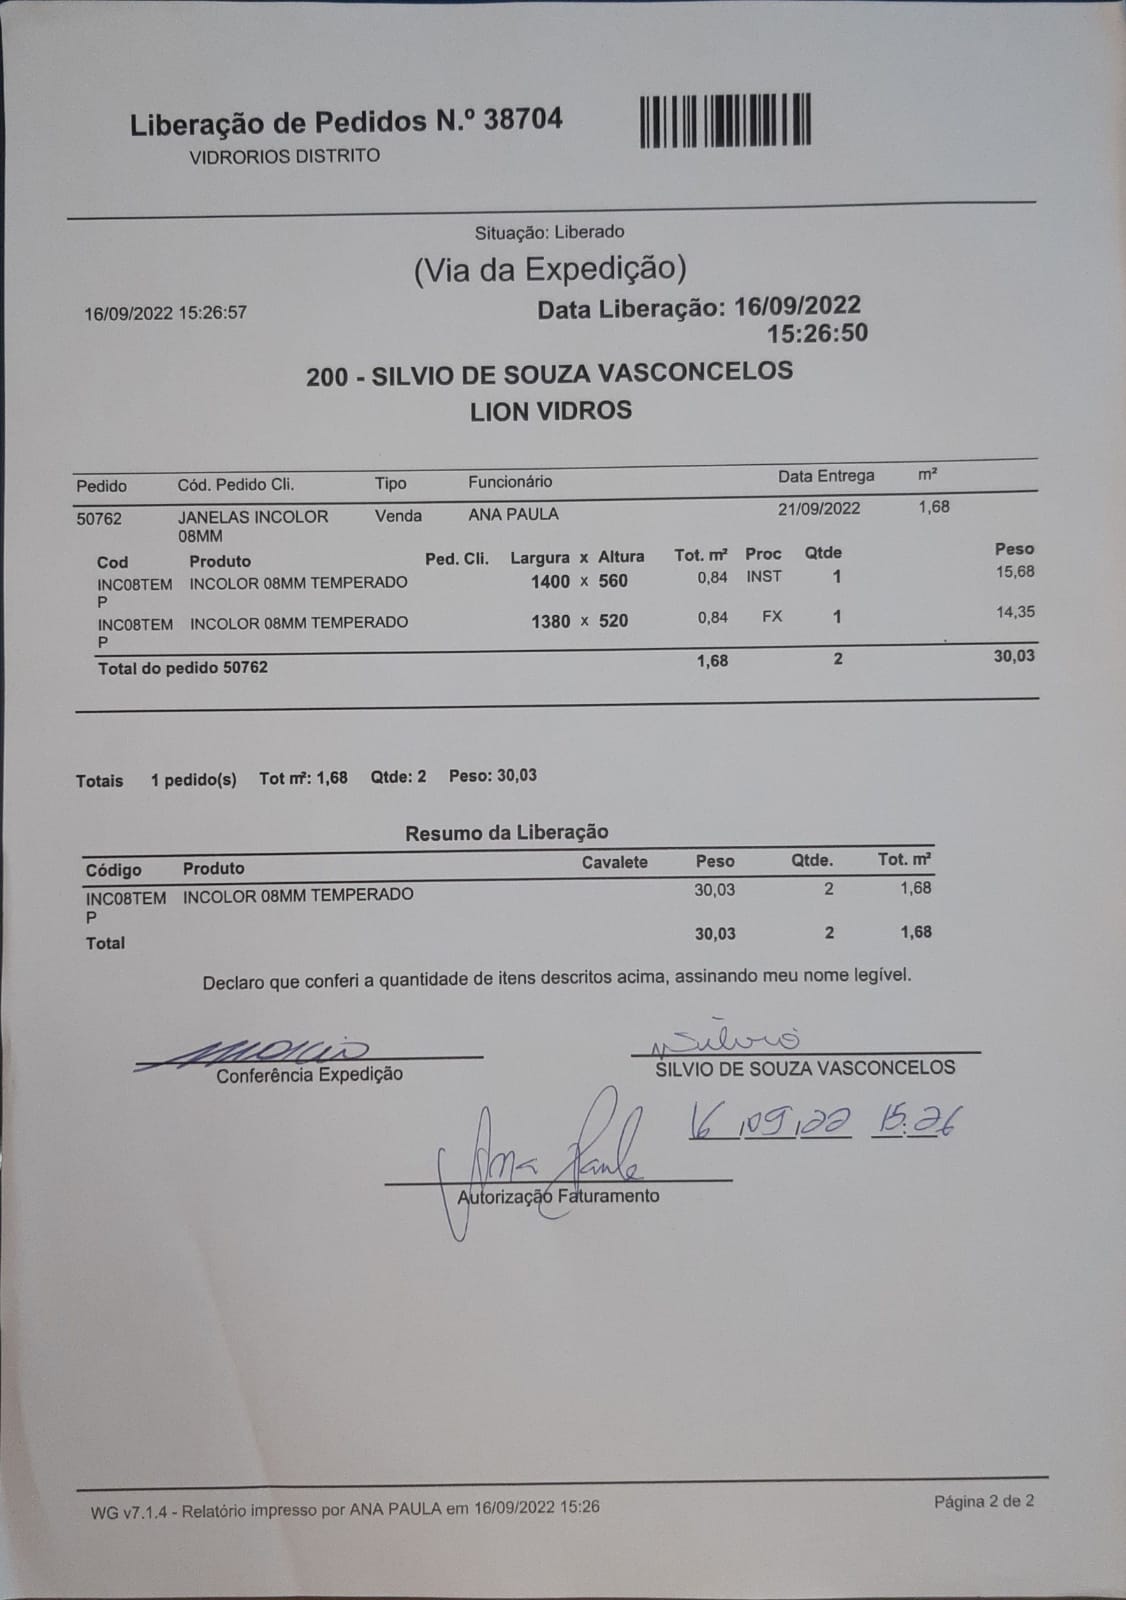 Liberação de Pedidos N.º 38704
VIDRORIOS DISTRITO
Situação: Liberado
(Via da Expedição)
16/09/2022 15:26:57
Data Liberação: 16/09/2022
15:26:50
200 - SILVIO DE SOUZA VASCONCELOS
LION VIDROS
Pedido Cód. Pedido Cli. Tipo Funcionário Data Entrega m²
50762 JANELAS INCOLOR Venda ANA PAULA 21/09/2022 1,68
08MM
Cod Produto Ped. Cli. Largura x Altura Tot. m² Proc Qtde Peso
INC08TEM INCOLOR 08MM TEMPERADO 1400 x 560 0,84 INST 1 15,68
P
INC08TEM INCOLOR 08MM TEMPERADO 1380 x 520 0,84 FX 1 14,35
P
Total do pedido 50762 1,68 2 30,03
Totais 1 pedido(s) Tot m²: 1,68 Qtde: 2 Peso: 30,03
Resumo da Liberação
Código Produto Cavalete Peso Qtde. Tot. m²
INC08TEM INCOLOR 08MM TEMPERADO 30,03 2 1,68
P
Total 30,03 2 1,68
Declaro que conferi a quantidade de itens descritos acima, assinando meu nome legível.
Silvio
Conferência Expedição SILVIO DE SOUZA VASCONCELOS
16/09/22 15:26
Ana Paula
Autorização Faturamento
WG v7.1.4 - Relatório impresso por ANA PAULA em 16/09/2022 15:26 Página 2 de 2